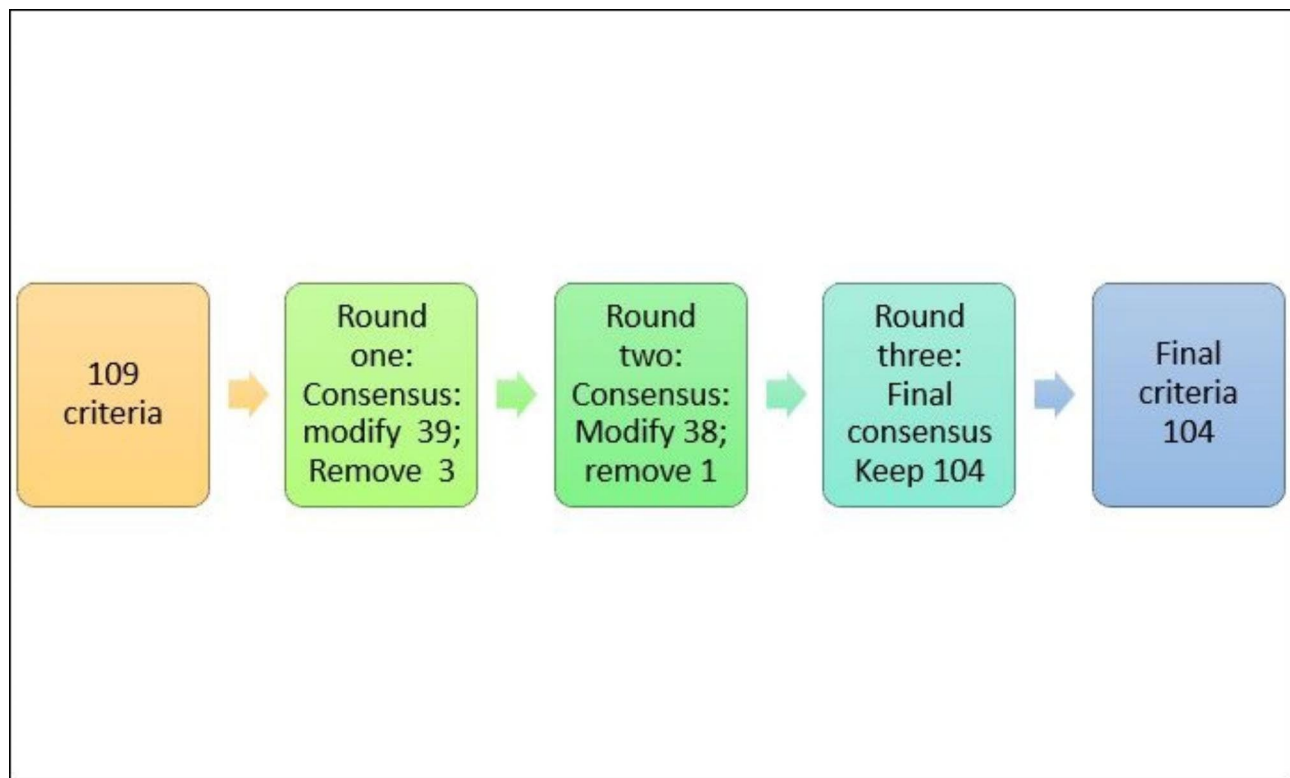 109
criteria
Round
one:
Consensus:
modify  39;
Remove  3
Round
two:
Consensus:
Modify 38;
remove 1
Round
three:
Final
consensus
Keep 104
Final
criteria
104